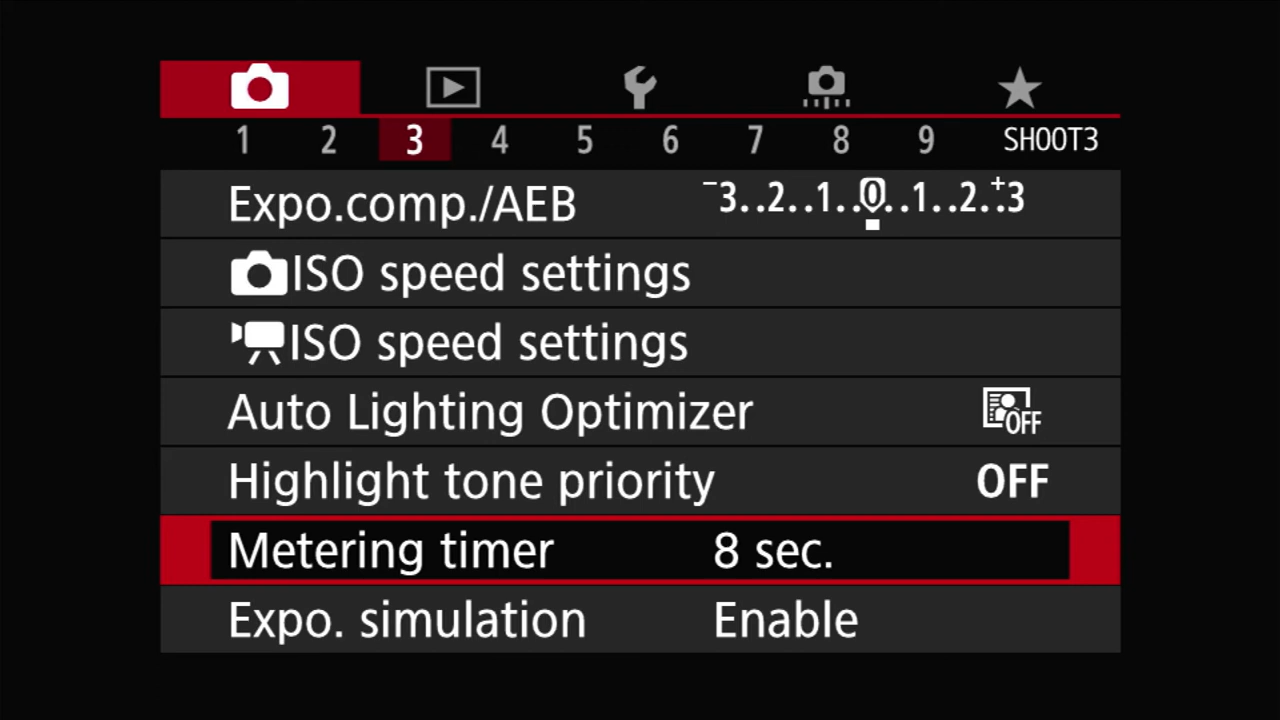 1 2 3 4 5 6 7 8 9 SHOOT3
Expo.comp./AEB -3..2..1..0..1..2..+3
ISO speed settings
ISO speed settings
Auto Lighting Optimizer OFF
Highlight tone priority OFF
Metering timer 8 sec.
Expo. simulation Enable